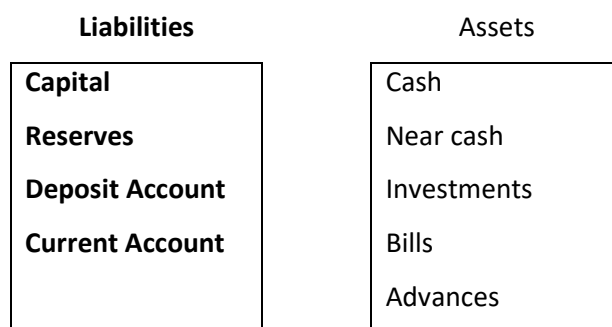 Liabilities
Capital
Reserves
Deposit Account
Current Account
Assets
Cash
Near cash
Investments
Bills
Advances